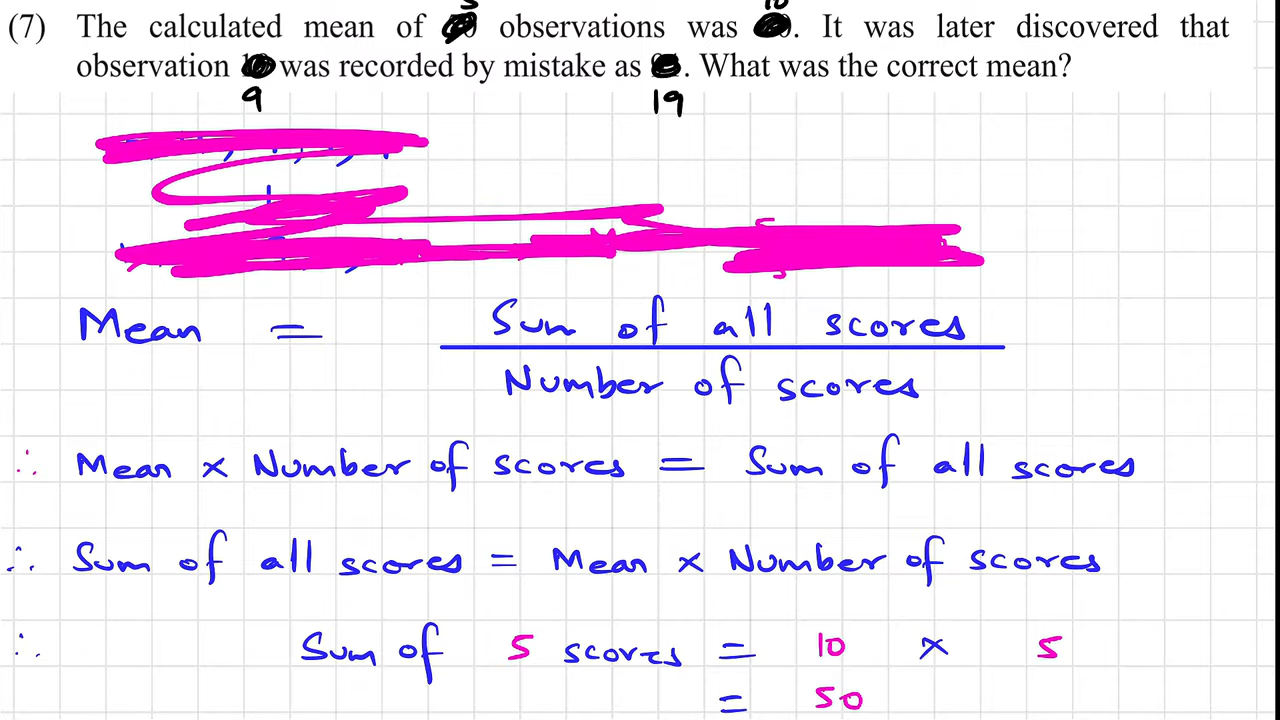 5 10
(7) The calculated mean of observations was . It was later discovered that
observation was recorded by mistake as . What was the correct mean?
9 19
Mean = Sum of all scores
Number of scores
∴ Mean x Number of scores = Sum of all scores
∴ Sum of all scores = Mean x Number of scores
∴ Sum of 5 scores = 10 x 5
= 50